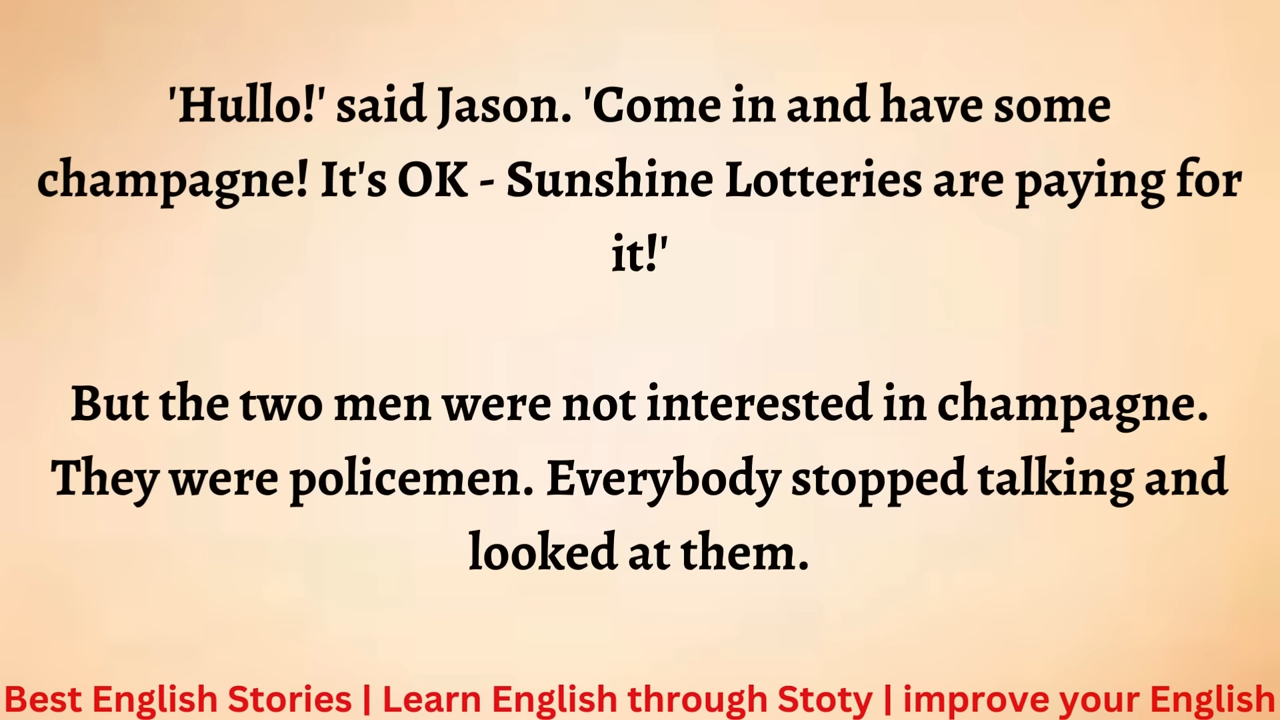 'Hullo!' said Jason. 'Come in and have some
champagne! It's OK - Sunshine Lotteries are paying for
it!'
But the two men were not interested in champagne.
They were policemen. Everybody stopped talking and
looked at them.
Best English Stories | Learn English through Stoty | improve your English